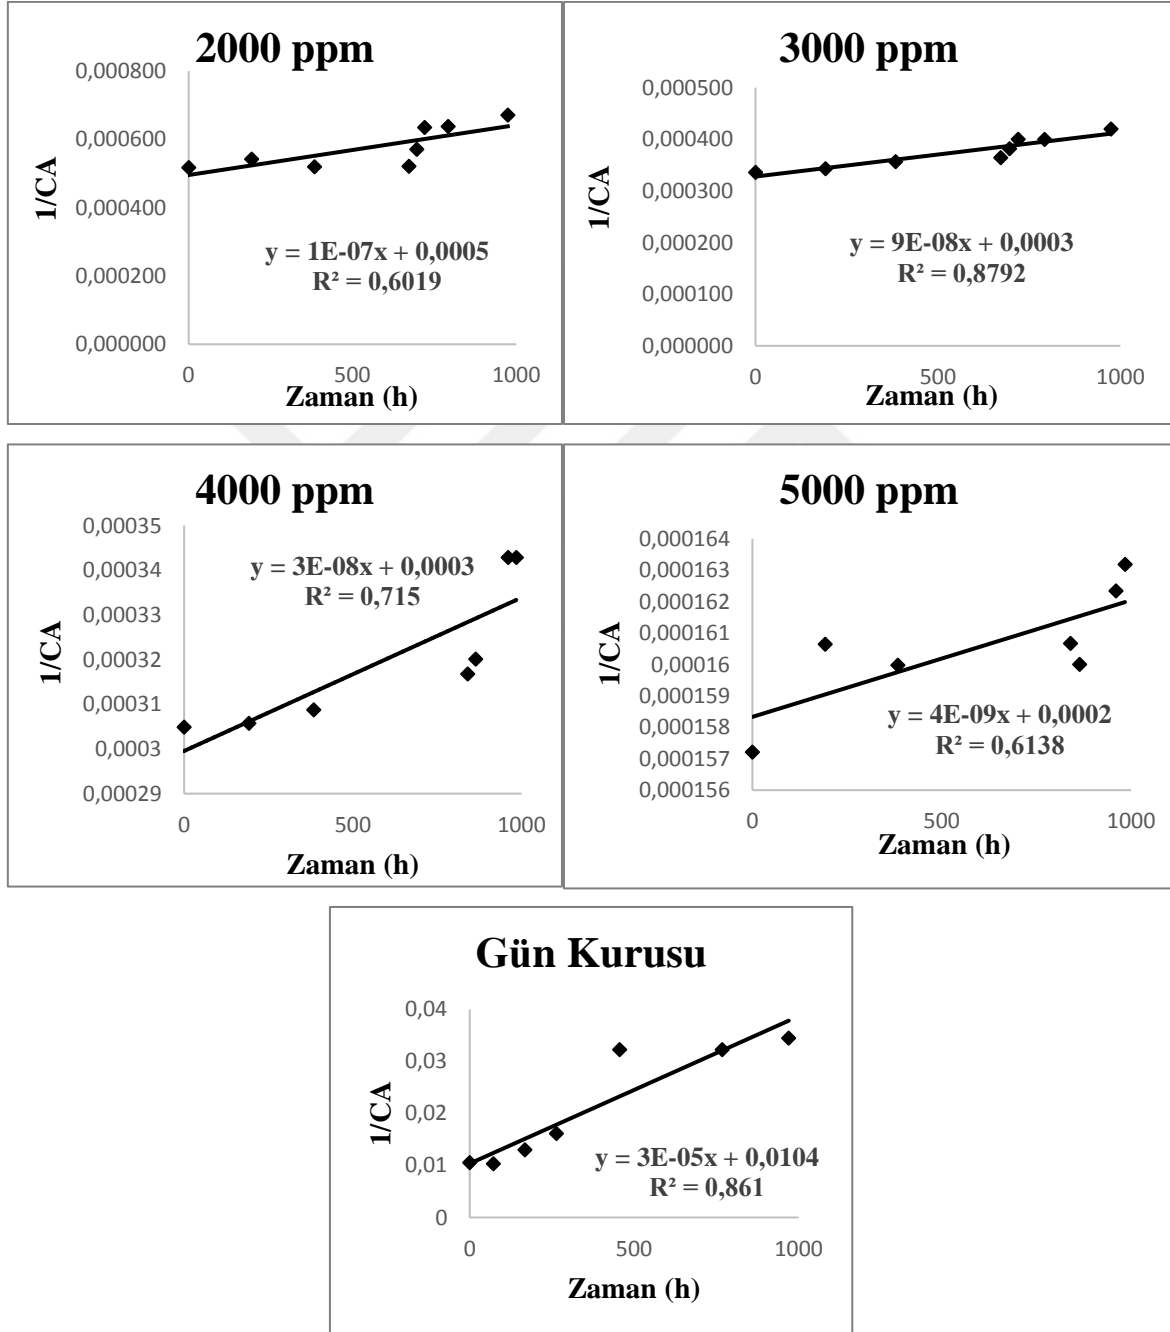 2000 ppm
0,000800
0,000600
0,000400
0,000200
0,000000
1/CA
y = 1E-07x + 0,0005
R² = 0,6019
0
500
1000
Zaman (h)
3000 ppm
0,000500
0,000400
0,000300
0,000200
0,000100
0,000000
1/CA
y = 9E-08x + 0,0003
R² = 0,8792
0
500
1000
Zaman (h)
4000 ppm
0,00035
0,00034
0,00033
0,00032
0,00031
0,0003
0,00029
1/CA
y = 3E-08x + 0,0003
R² = 0,715
0
500
1000
Zaman (h)
5000 ppm
0,000164
0,000163
0,000162
0,000161
0,00016
0,000159
0,000158
0,000157
0,000156
1/CA
y = 4E-09x + 0,0002
R² = 0,6138
0
500
1000
Zaman (h)
Gün Kurusu
0,04
0,03
0,02
0,01
0
1/CA
y = 3E-05x + 0,0104
R² = 0,861
0
500
1000
Zaman (h)